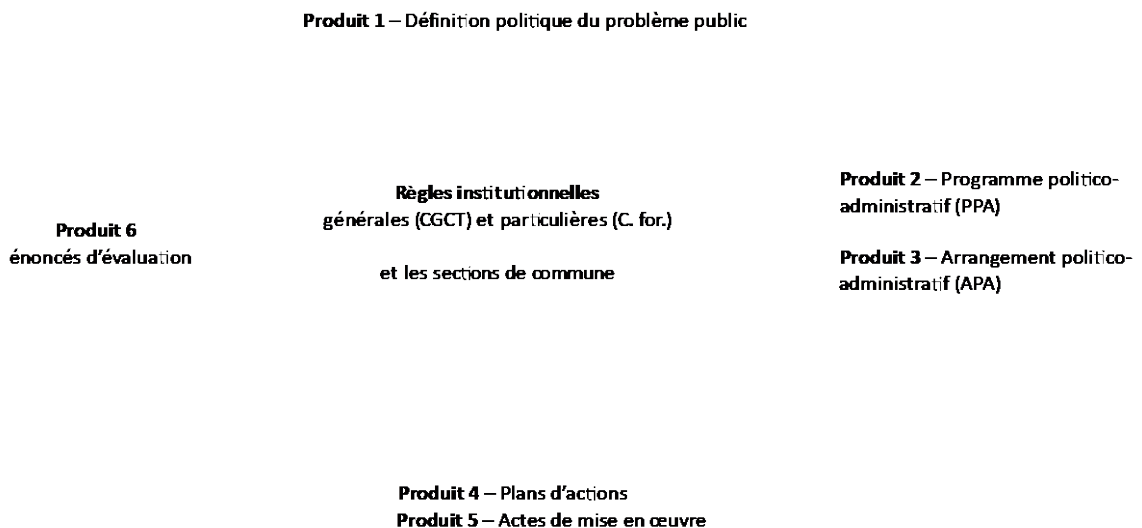 Produit 1 – Définition politique du problème public
Règles institutionnelles
générales (CGCT) et particulières (C. for.)
et les sections de commune
Produit 2 – Programme politico-
administratif (PPA)
Produit 3 – Arrangement politico-
administratif (APA)
Produit 6
énoncés d'évaluation
Produit 4 – Plans d'actions
Produit 5 – Actes de mise en œuvre